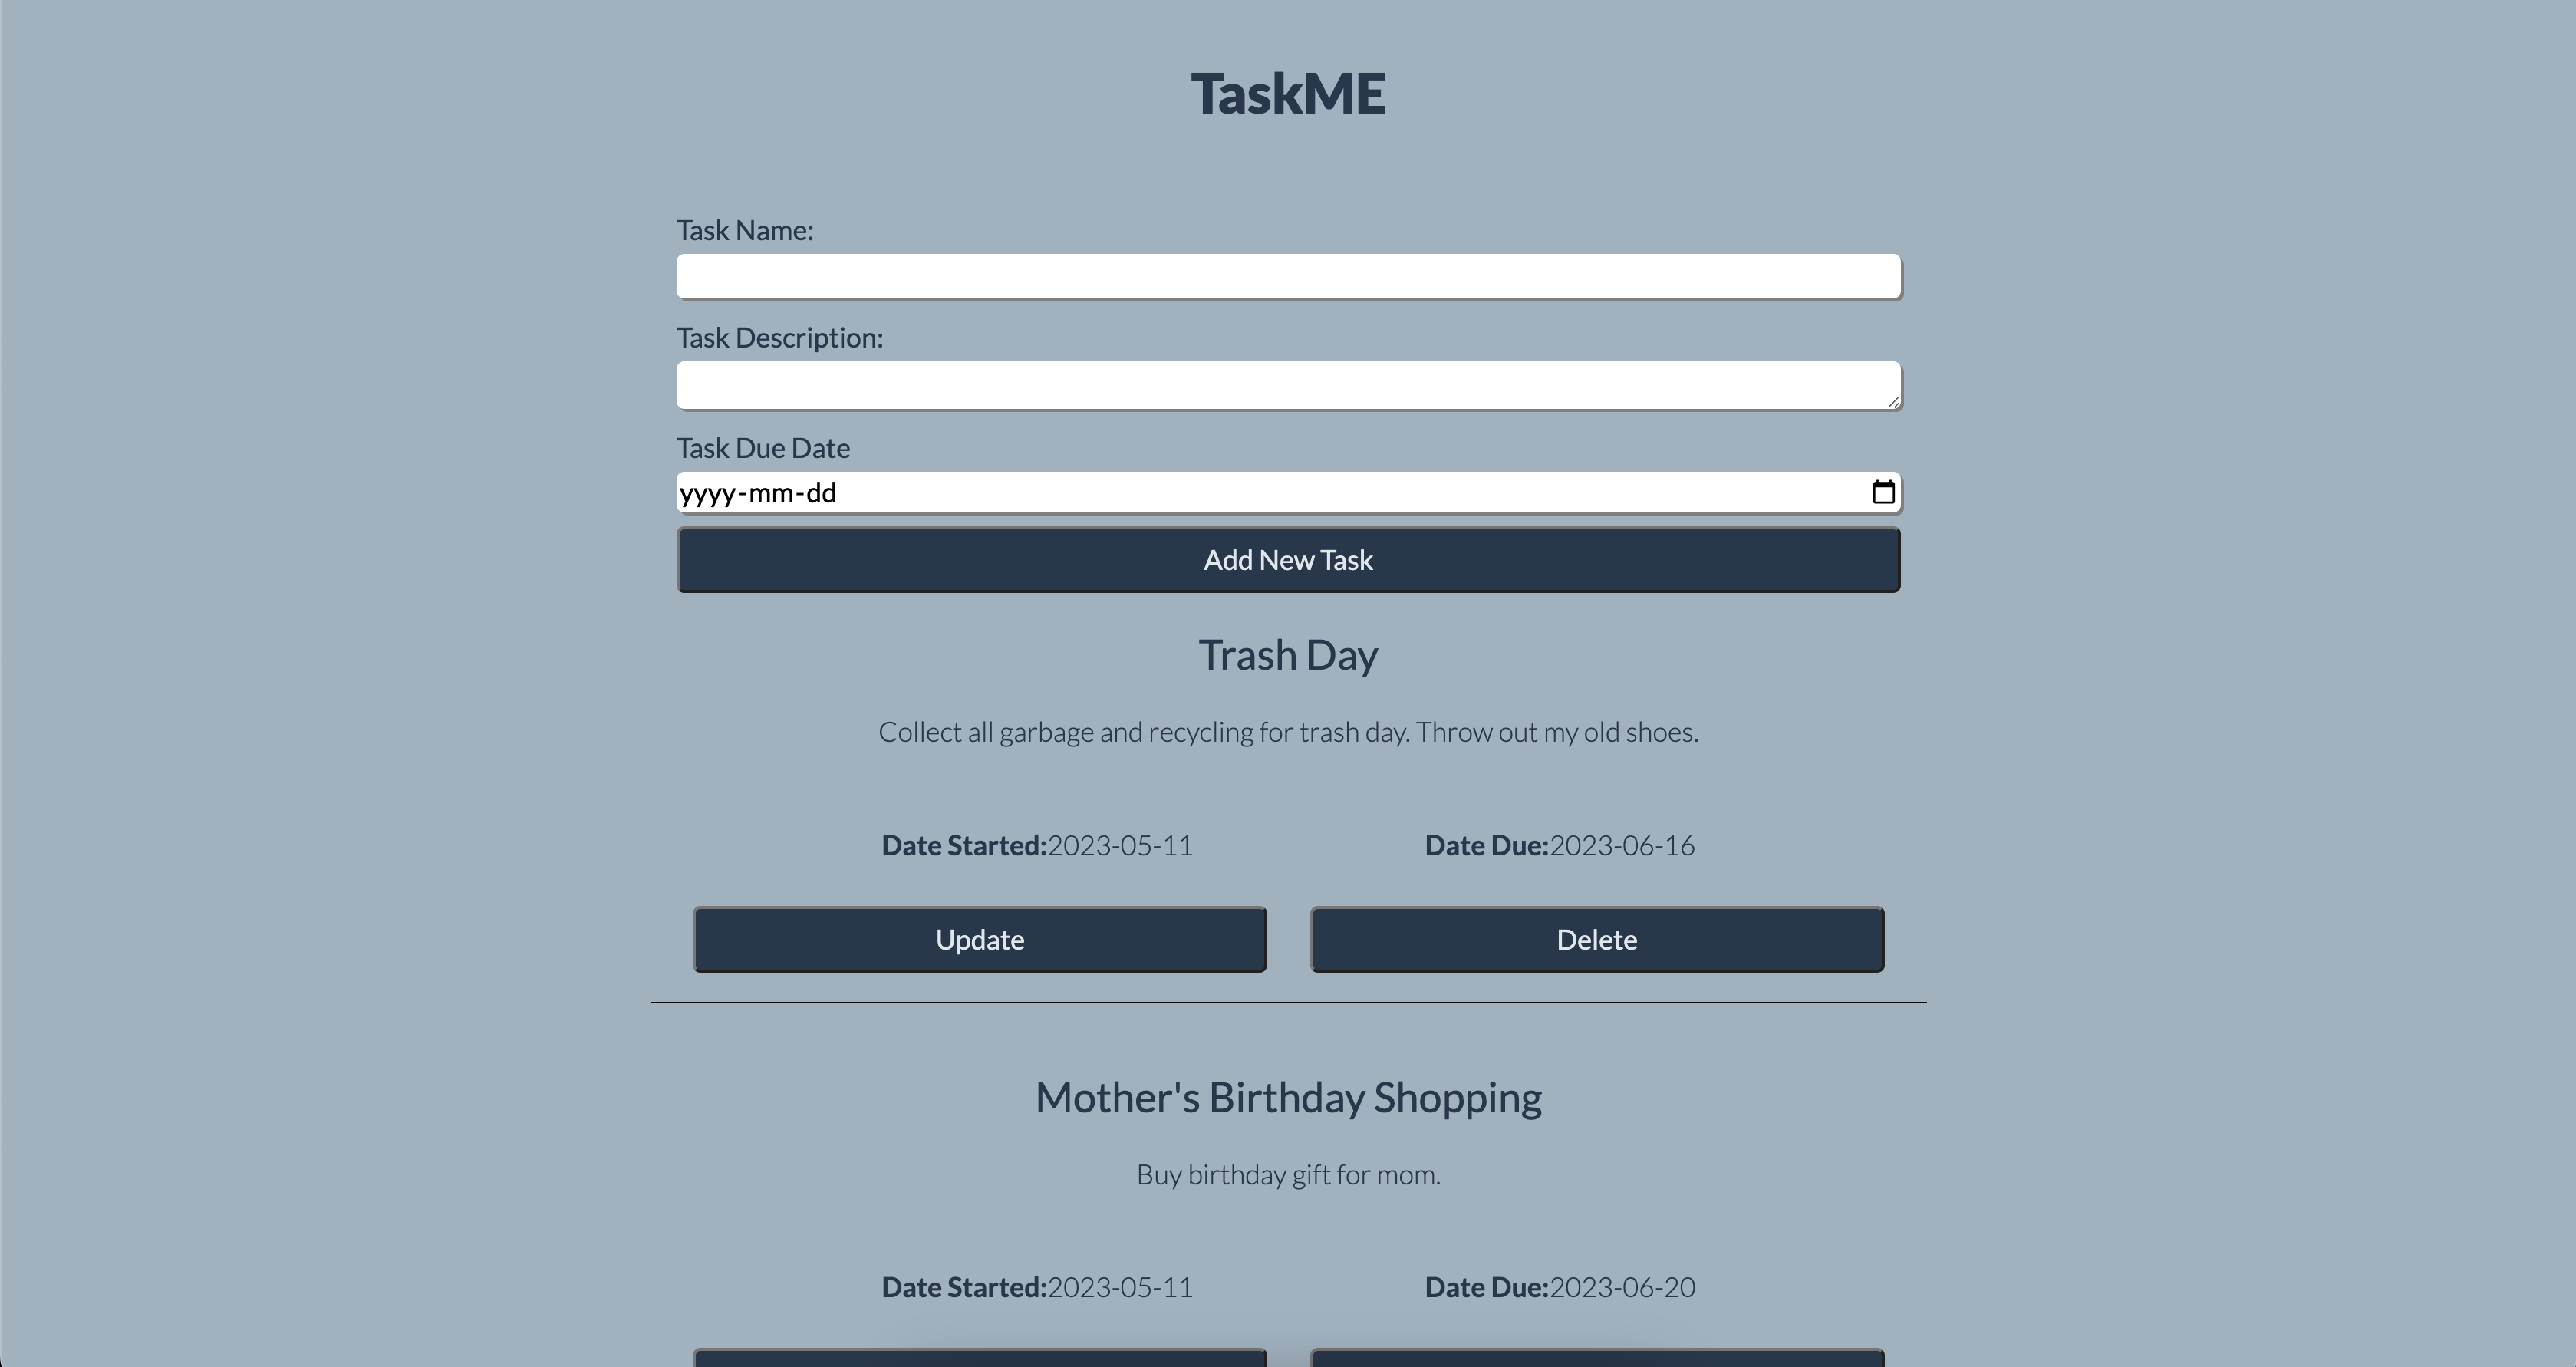 TaskME
Task Name:
Task Description:
Task Due Date
yyyy-mm-dd
Add New Task
Trash Day
Collect all garbage and recycling for trash day. Throw out my old shoes.
Date Started:2023-05-11 Date Due:2023-06-16
Update Delete
Mother's Birthday Shopping
Buy birthday gift for mom.
Date Started:2023-05-11 Date Due:2023-06-20